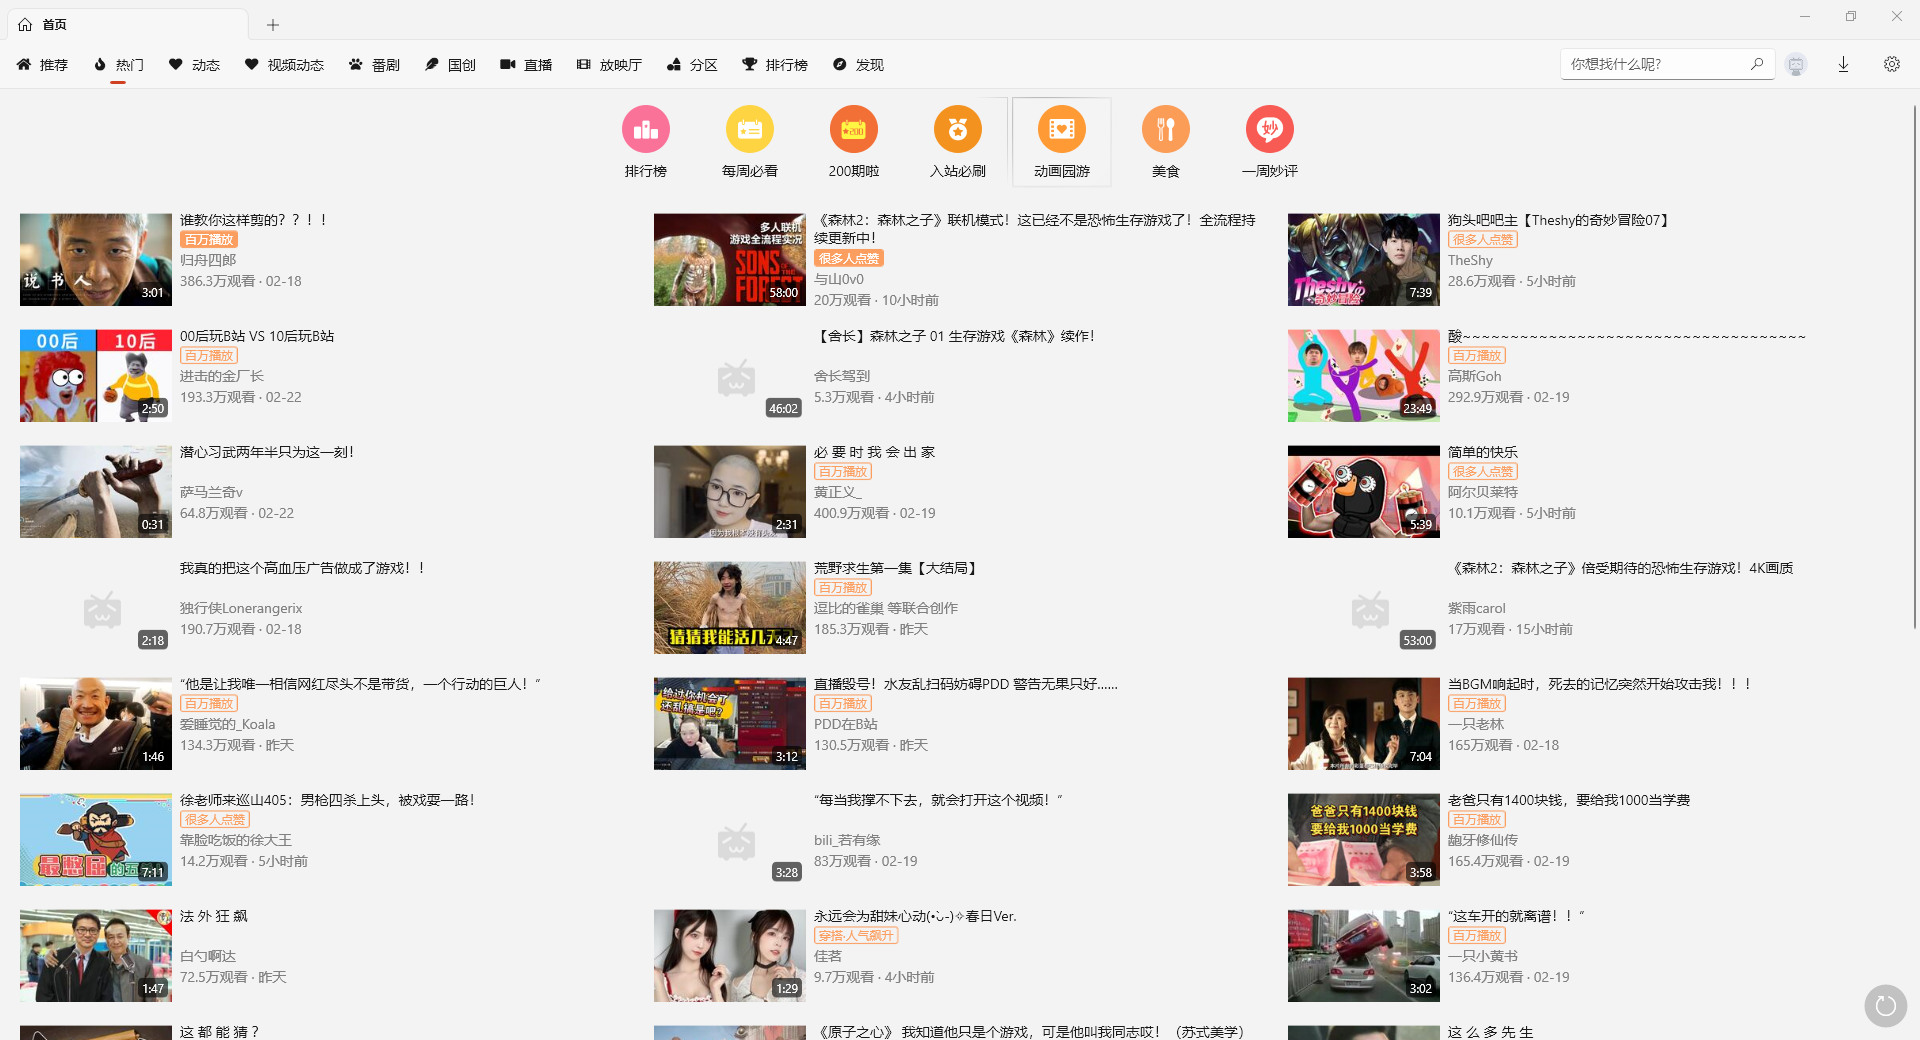 首页
推荐 热门 动态 视频动态 番剧 国创 直播 放映厅 分区 排行榜 发现
你想找什么呢?
排行榜 每周必看 200期啦 入站必刷 动画园游 美食 一周妙评
谁教你这样剪的？？！！
百万播放
归舟四郎
386.3万观看 · 02-18
说书人
3:01
《森林2：森林之子》联机模式！这已经不是恐怖生存游戏了！全流程持
续更新中！
很多人点赞
与山0v0
20万观看 · 10小时前
多人联机
游戏全流程实况
SONS
OF THE
FOREST
58:00
狗头吧吧主【Theshy的奇妙冒险07】
很多人点赞
TheShy
28.6万观看 · 5小时前
Theshy的
奇妙冒险
7:39
00后玩B站 VS 10后玩B站
百万播放
进击的金厂长
193.3万观看 · 02-22
00后 10后
2:50
【舍长】森林之子 01 生存游戏《森林》续作！
舍长驾到
5.3万观看 · 4小时前
46:02
酸~~~~~~~~~~~~~~~~~~~~~~~~~~~~~~~~~~~~
百万播放
高斯Goh
292.9万观看 · 02-19
23:49
潜心习武两年半只为这一刻！
萨马兰奇v
64.8万观看 · 02-22
0:31
必 要 时 我 会 出 家
百万播放
黄正义_
400.9万观看 · 02-19
因为我根本没有头发
2:31
简单的快乐
很多人点赞
阿尔贝莱特
10.1万观看 · 5小时前
5:39
我真的把这个高血压广告做成了游戏！！
独行侠Lonerangerix
190.7万观看 · 02-18
2:18
荒野求生第一集【大结局】
百万播放
逗比的雀巢 等联合创作
185.3万观看 · 昨天
猜猜我能活几天
4:47
《森林2：森林之子》倍受期待的恐怖生存游戏！4K画质
紫雨carol
17万观看 · 15小时前
53:00
“他是让我唯一相信网红尽头不是带货，一个行动的巨人！”
百万播放
爱睡觉的_Koala
134.3万观看 · 昨天
1:46
直播毁号！水友乱扫码妨碍PDD 警告无果只好......
百万播放
PDD在B站
130.5万观看 · 昨天
给过你机会了
还乱搞是吧?
3:12
当BGM响起时，死去的记忆突然开始攻击我！！！
百万播放
一只老林
165万观看 · 02-18
7:04
徐老师来巡山405：男枪四杀上头，被戏耍一路！
很多人点赞
靠脸吃饭的徐大王
14.2万观看 · 5小时前
最憋屈的五
7:11
“每当我撑不下去，就会打开这个视频！”
bili_若有缘
83万观看 · 02-19
3:28
老爸只有1400块钱，要给我1000当学费
百万播放
龅牙修仙传
165.4万观看 · 02-19
爸爸只有1400块钱
要给我1000当学费
3:58
法 外 狂 飙
白勺啊达
72.5万观看 · 昨天
1:47
永远会为甜妹心动(•ᴗ-)✧春日Ver.
穿搭·人气飙升
佳茗
9.7万观看 · 4小时前
1:29
“这车开的就离谱！！”
百万播放
一只小黄书
136.4万观看 · 02-19
3:02
这 都 能 猜？
《原子之心》 我知道他只是个游戏，可是他叫我同志哎！（苏式美学）
这 么 多 先 生